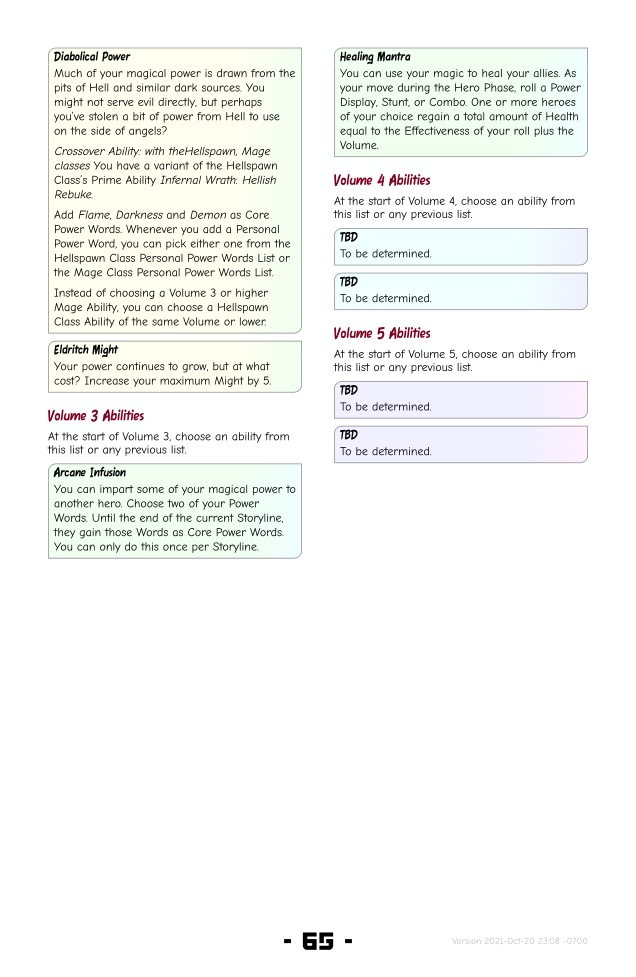 Diabolical Power
Much of your magical power is drawn from the
pits of Hell and similar dark sources. You
might not serve evil directly, but perhaps
you've stolen a bit of power from Hell to use
on the side of angels?
Crossover Ability: with theHellspawn, Mage
classes You have a variant of the Hellspawn
Class's Prime Ability Infernal Wrath: Hellish
Rebuke.
Add Flame, Darkness and Demon as Core
Power Words. Whenever you add a Personal
Power Word, you can pick either one from the
Hellspawn Class Personal Power Words List or
the Mage Class Personal Power Words List.
Instead of choosing a Volume 3 or higher
Mage Ability, you can choose a Hellspawn
Class Ability of the same Volume or lower.
Eldritch Might
Your power continues to grow, but at what
cost? Increase your maximum Might by 5.
Volume 3 Abilities
At the start of Volume 3, choose an ability from
this list or any previous list.
Arcane Infusion
You can impart some of your magical power to
another hero. Choose two of your Power
Words. Until the end of the current Storyline,
they gain those Words as Core Power Words.
You can only do this once per Storyline.
Healing Mantra
You can use your magic to heal your allies. As
your move during the Hero Phase, roll a Power
Display, Stunt, or Combo. One or more heroes
of your choice regain a total amount of Health
equal to the Effectiveness of your roll plus the
Volume.
Volume 4 Abilities
At the start of Volume 4, choose an ability from
this list or any previous list.
TBD
To be determined.
TBD
To be determined.
Volume 5 Abilities
At the start of Volume 5, choose an ability from
this list or any previous list.
TBD
To be determined.
TBD
To be determined.
- 65 -
Version 2021-Oct-20 23:08 -0700